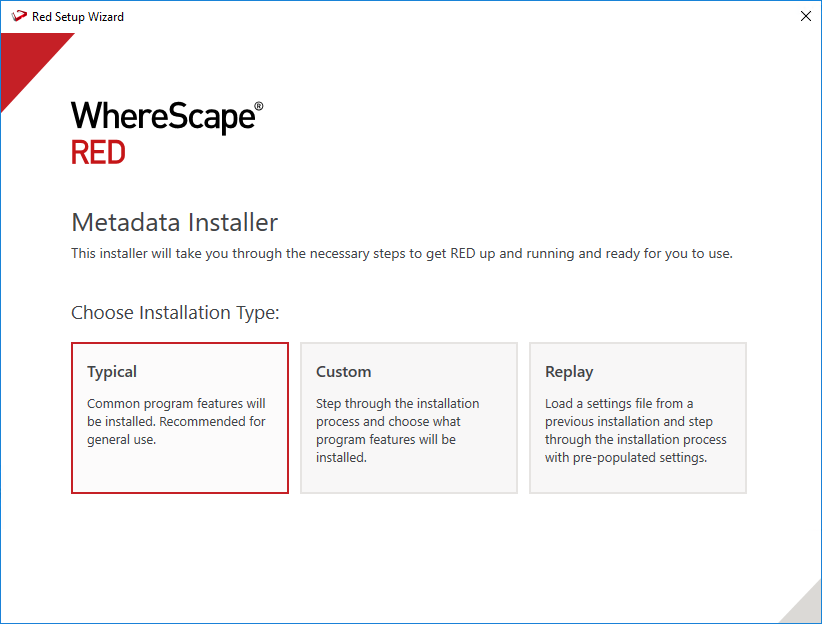 Red Setup Wizard
WhereScape®
RED
Metadata Installer
This installer will take you through the necessary steps to get RED up and running and ready for you to use.
Choose Installation Type:
Typical
Common program features will
be installed. Recommended for
general use.
Custom
Step through the installation
process and choose what
program features will be
installed.
Replay
Load a settings file from a
previous installation and step
through the installation process
with pre-populated settings.